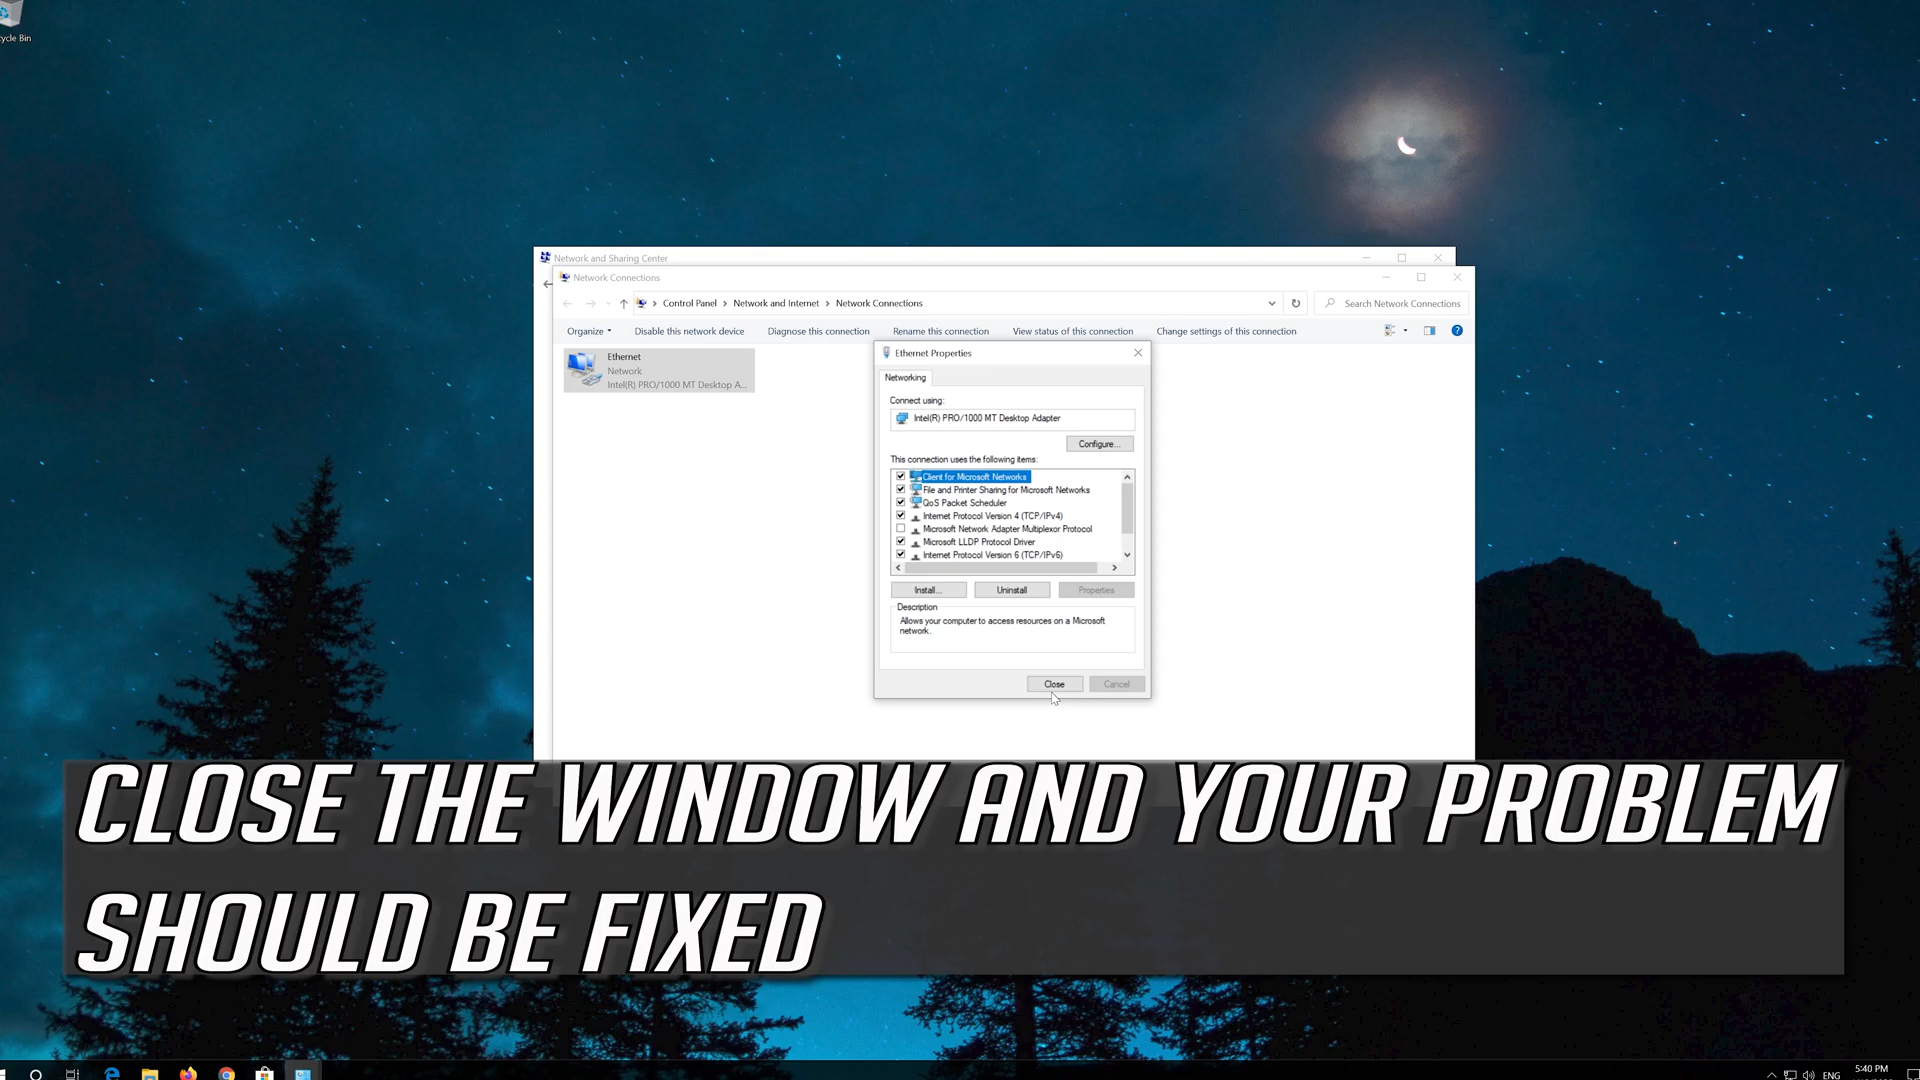 cycle Bin
Network and Sharing Center
Network Connections
Control Panel > Network and Internet > Network Connections
Search Network Connections
Organize
Disable this network device
Diagnose this connection
Rename this connection
View status of this connection
Change settings of this connection
Ethernet
Network
Intel(R) PRO/1000 MT Desktop A...
Ethernet Properties
Networking
Connect using:
Intel(R) PRO/1000 MT Desktop Adapter
Configure...
This connection uses the following items:
Client for Microsoft Networks
File and Printer Sharing for Microsoft Networks
QoS Packet Scheduler
Internet Protocol Version 4 (TCP/IPv4)
Microsoft Network Adapter Multiplexor Protocol
Microsoft LLDP Protocol Driver
Internet Protocol Version 6 (TCP/IPv6)
Install...
Uninstall
Properties
Description
Allows your computer to access resources on a Microsoft
network.
Close
Cancel
CLOSE THE WINDOW AND YOUR PROBLEM
SHOULD BE FIXED
ENG
5:40 PM